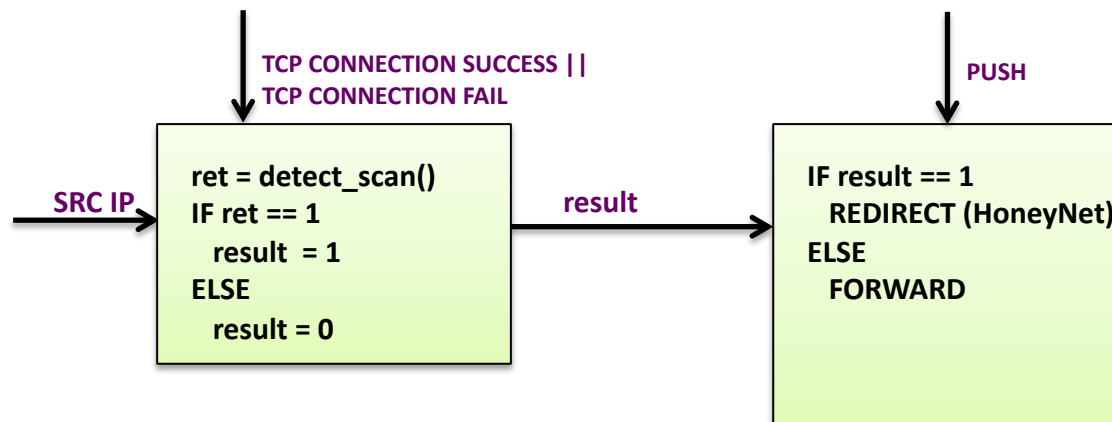 TCP CONNECTION SUCCESS ||
TCP CONNECTION FAIL
PUSH
SRC IP
ret = detect_scan()
IF ret == 1
result = 1
ELSE
result = 0
result
IF result == 1
REDIRECT (HoneyNet)
ELSE
FORWARD